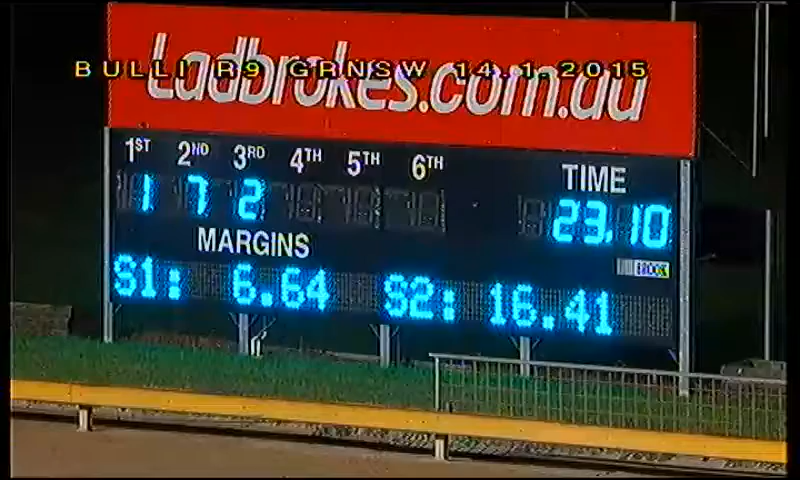 BULLI R9 GRNSW 14.1.2015
Ladbrokes.com.au
1ST 2ND 3RD 4TH 5TH 6TH TIME
1 7 2 23.10
MARGINS
S1: 6.64 S2: 16.41